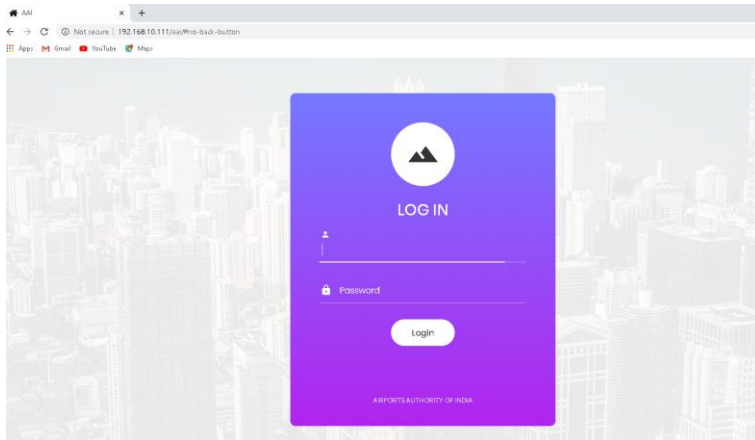 AAI
Not secure | 192.168.10.111/aai/#no-back-button
Apps Gmail YouTube Maps
LOG IN
Password
Login
AIRPORTS AUTHORITY OF INDIA